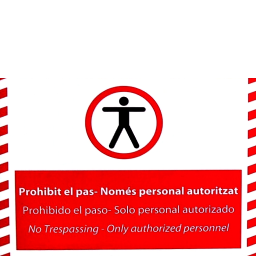 Prohibit el pas- Només personal autoritzat
Prohibido el paso- Solo personal autorizado
No Trespassing - Only authorized personnel